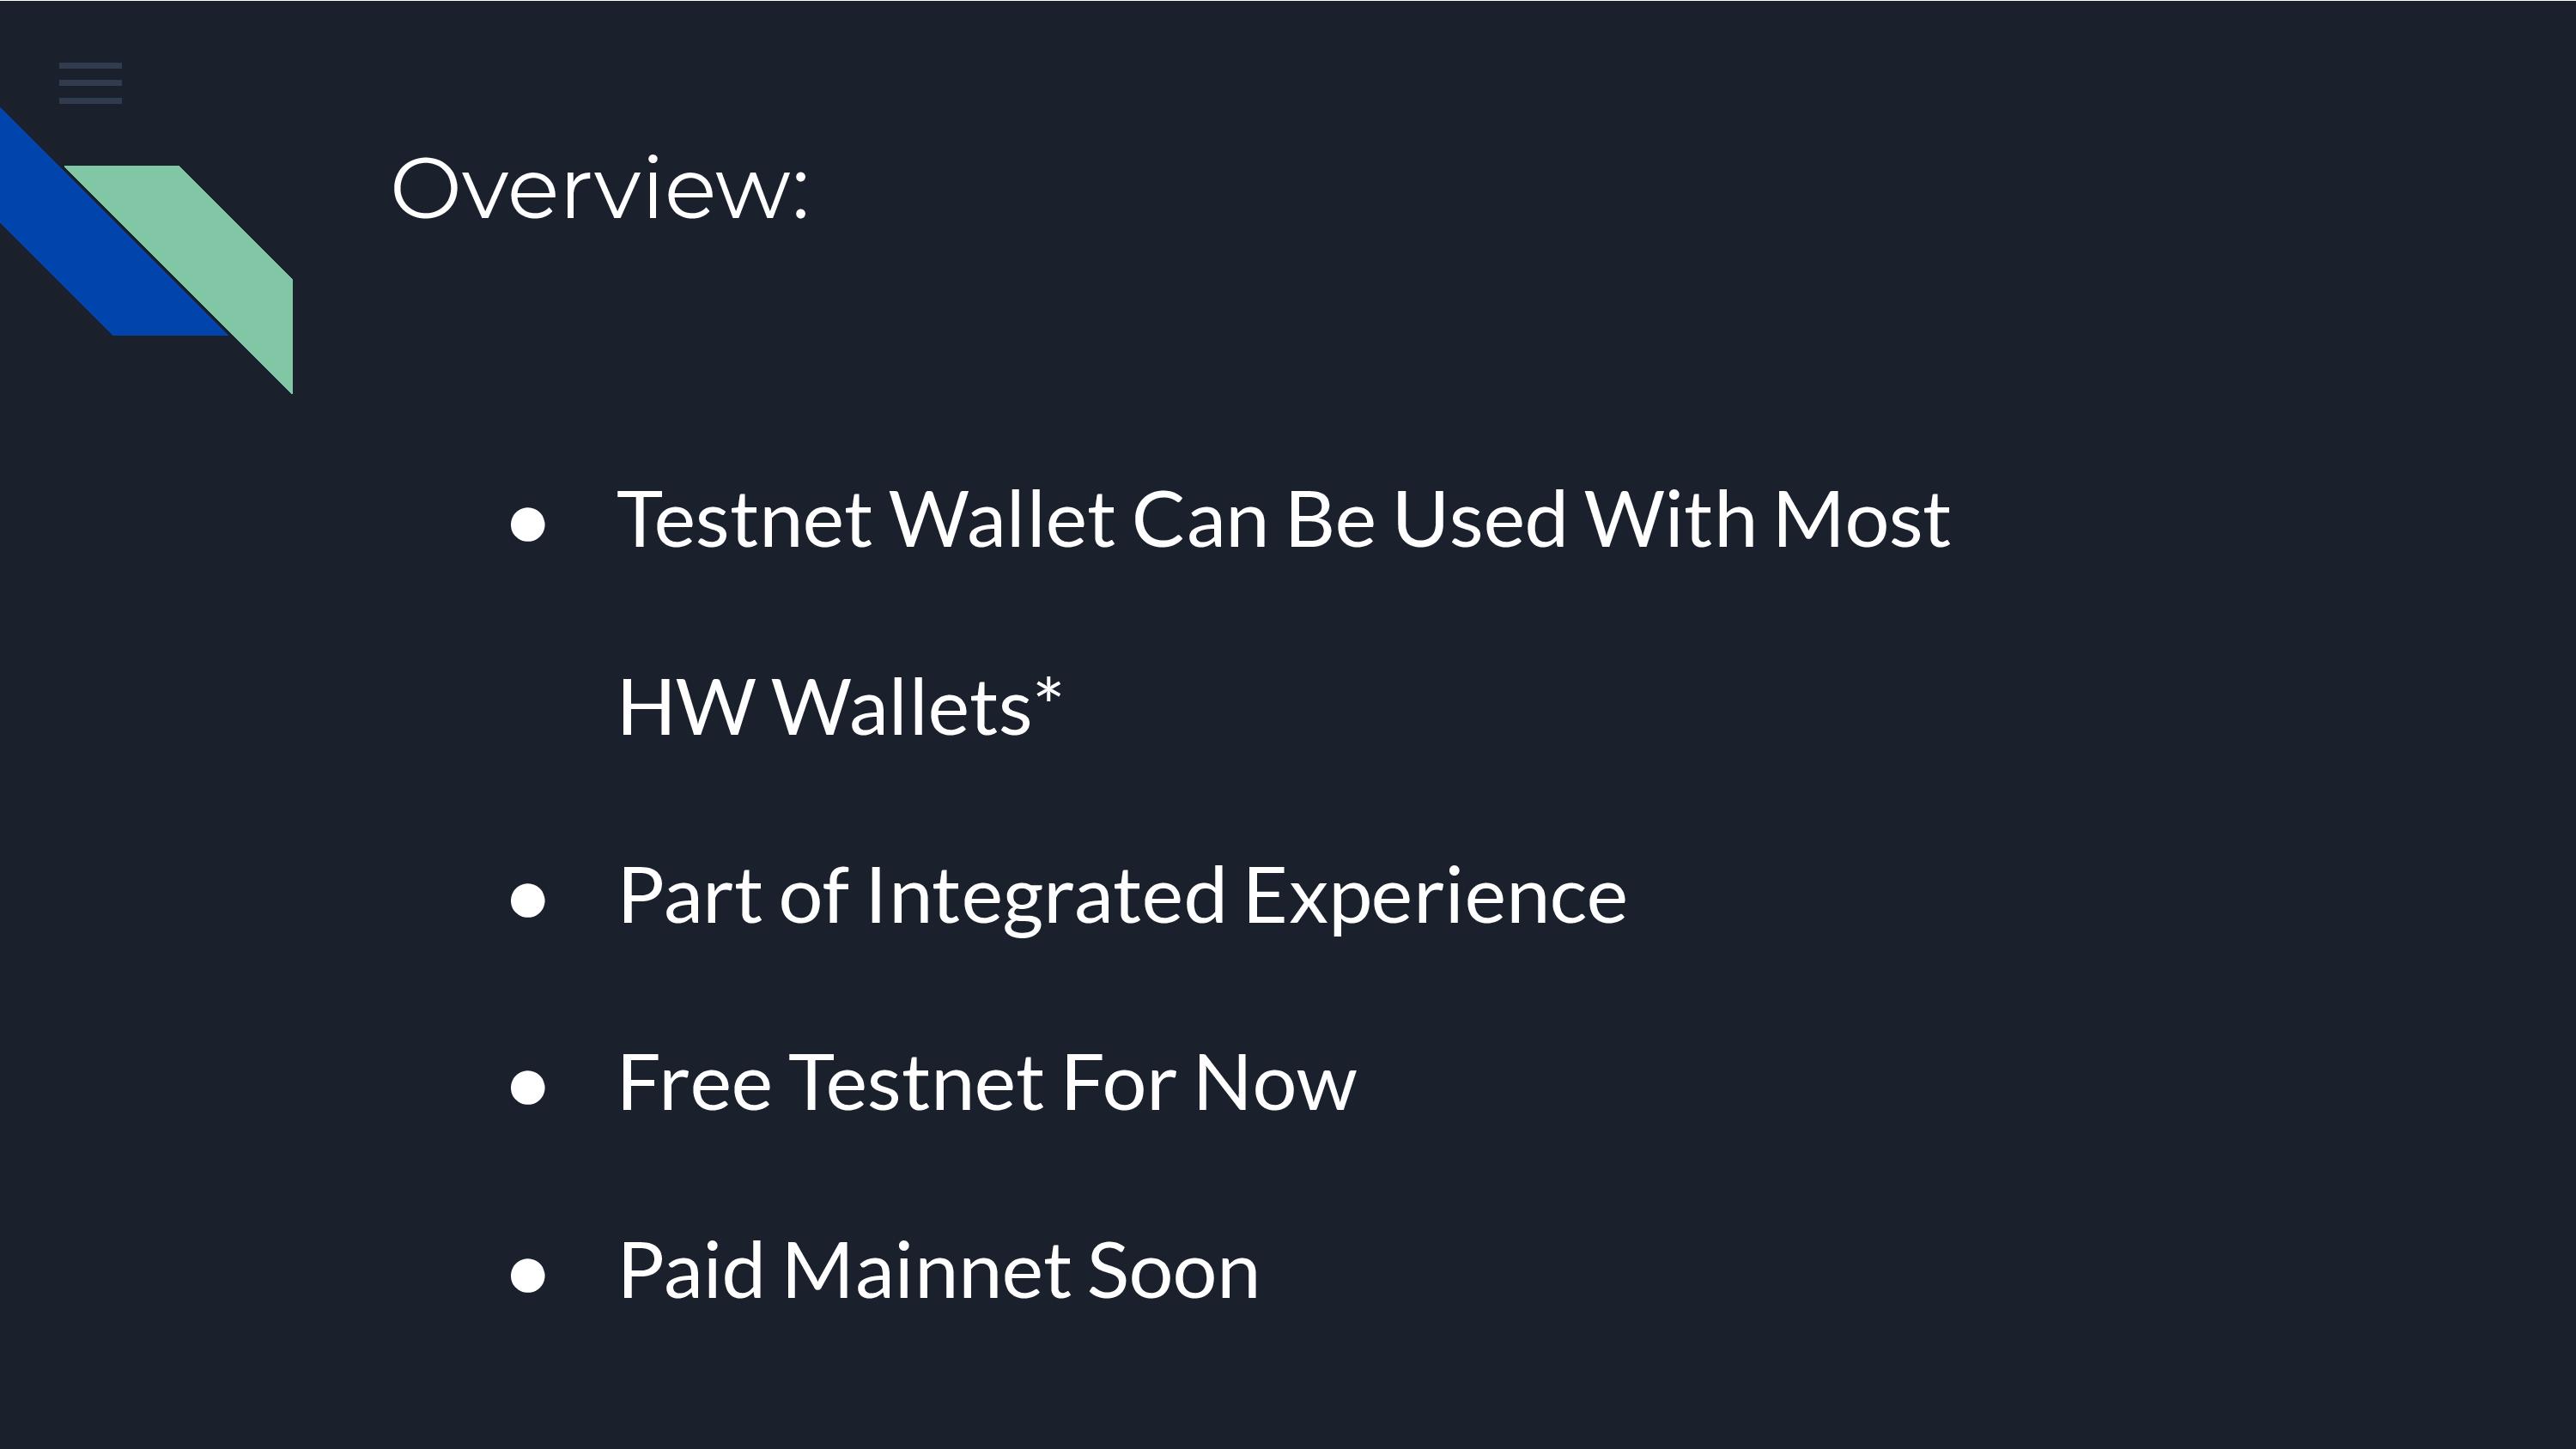 Overview:
● Testnet Wallet Can Be Used With Most
HW Wallets*
● Part of Integrated Experience
● Free Testnet For Now
● Paid Mainnet Soon